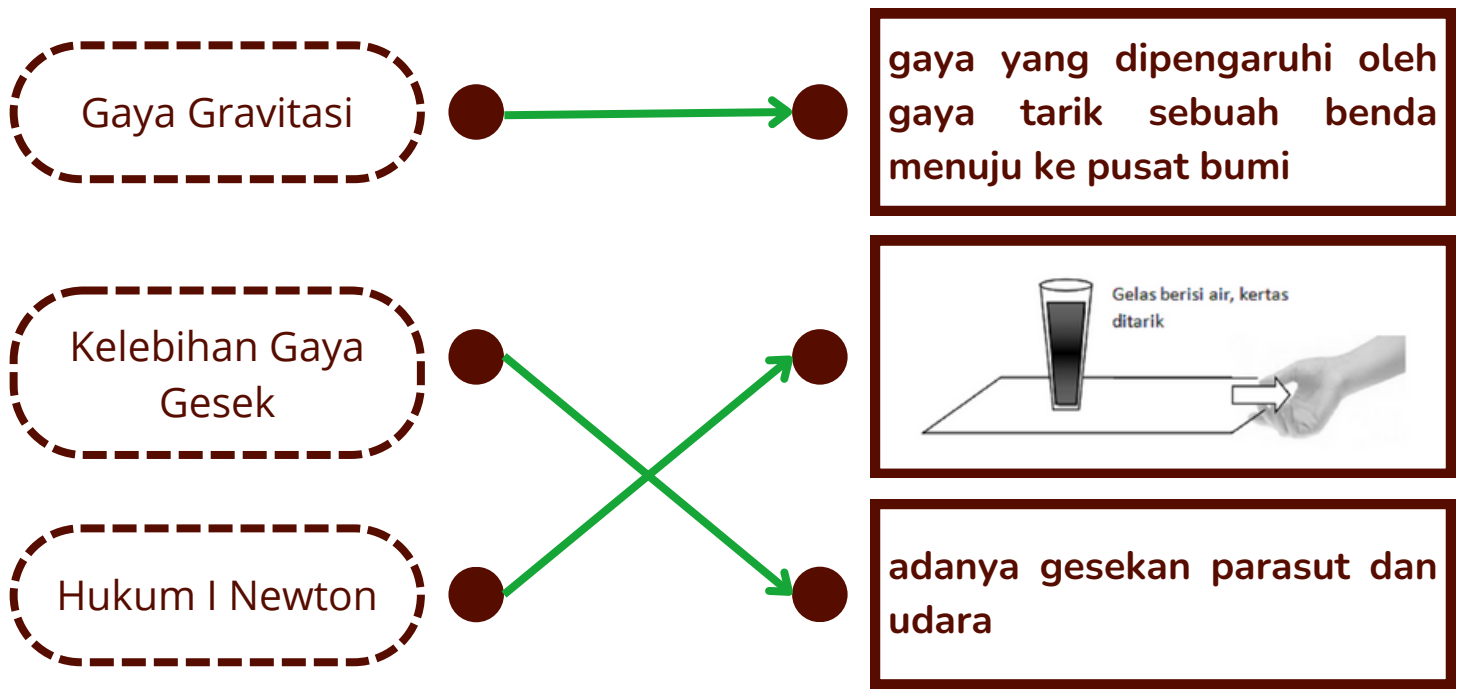 Gaya Gravitasi
gaya yang dipengaruhi oleh
gaya tarik sebuah benda
menuju ke pusat bumi
Kelebihan Gaya
Gesek
Gelas berisi air, kertas
ditarik
Hukum I Newton
adanya gesekan parasut dan
udara